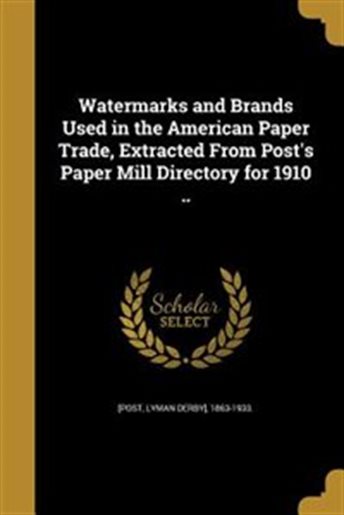 Watermarks and Brands
Used in the American Paper
Trade, Extracted From Post's
Paper Mill Directory for 1910
..
Scholar
SELECT
[POST, LYMAN DERBY], 1863-1933.